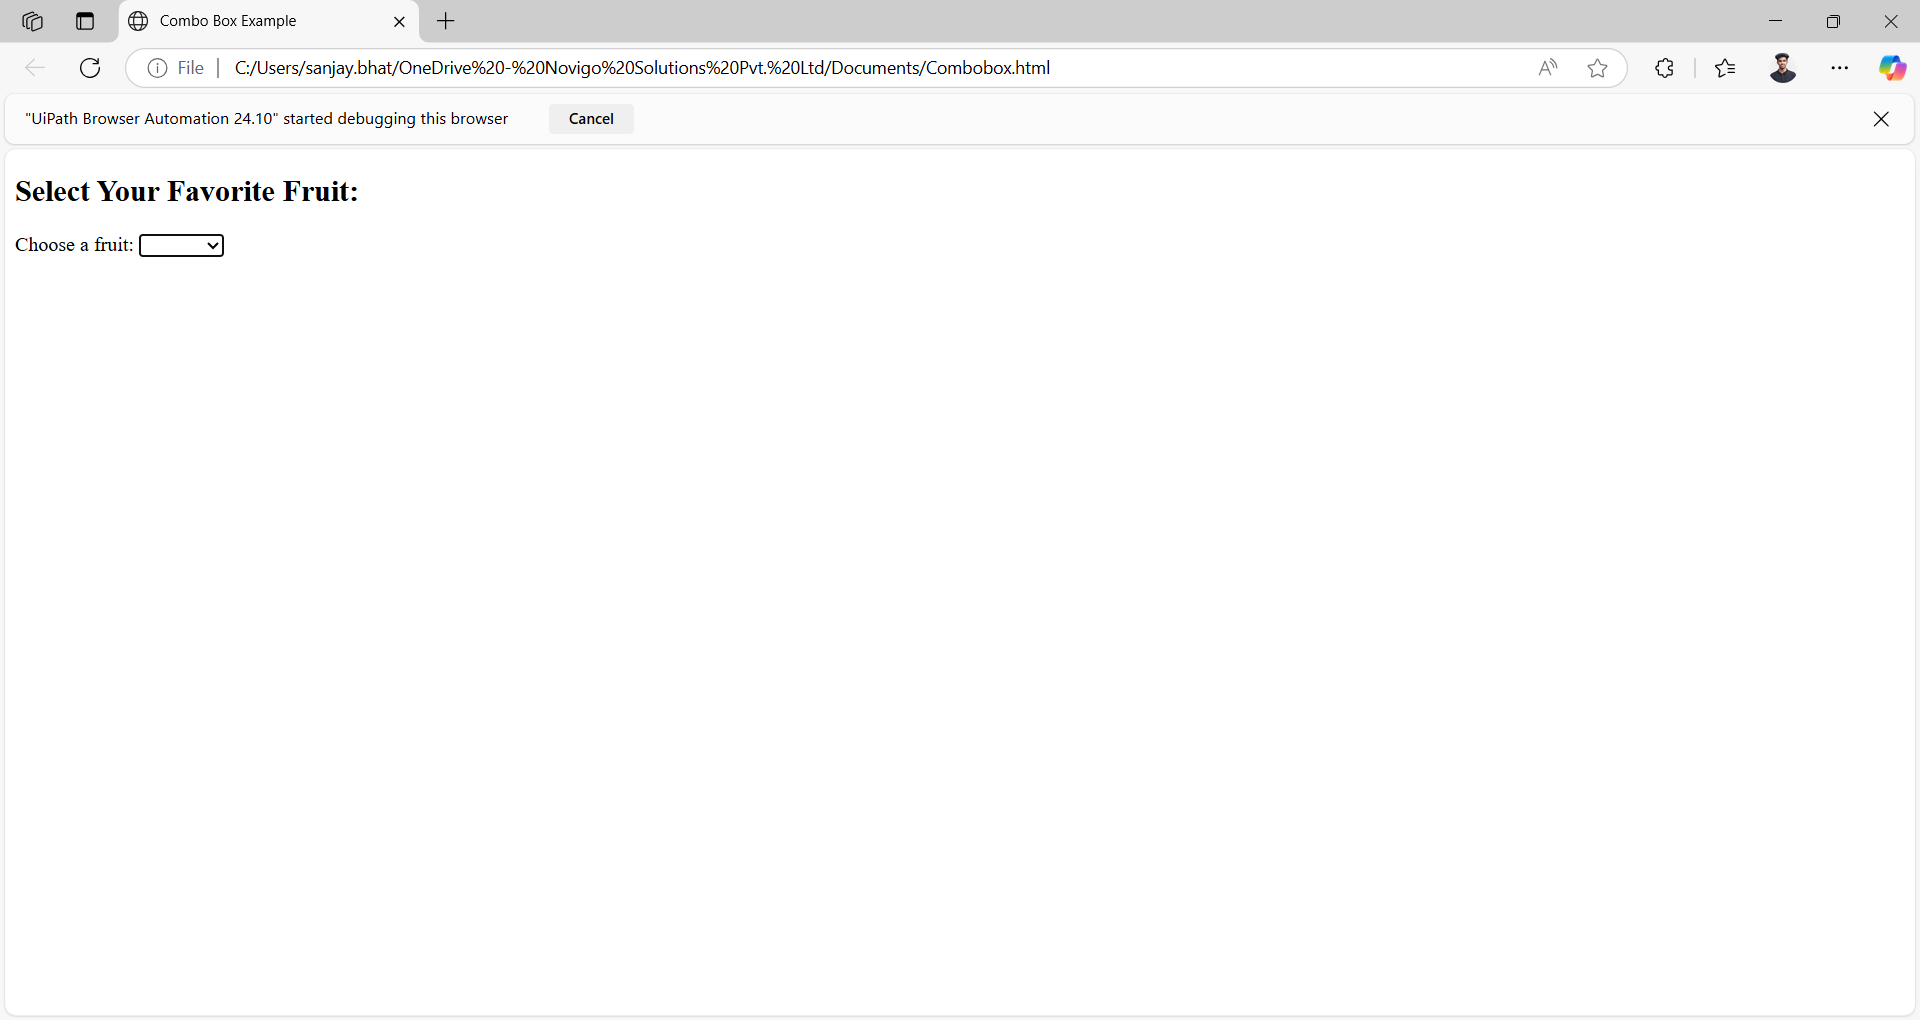 Combo Box Example
File
C:/Users/sanjay.bhat/OneDrive%20-%20Novigo%20Solutions%20Pvt.%20Ltd/Documents/Combobox.html
"UiPath Browser Automation 24.10" started debugging this browser
Cancel
Select Your Favorite Fruit:
Choose a fruit: